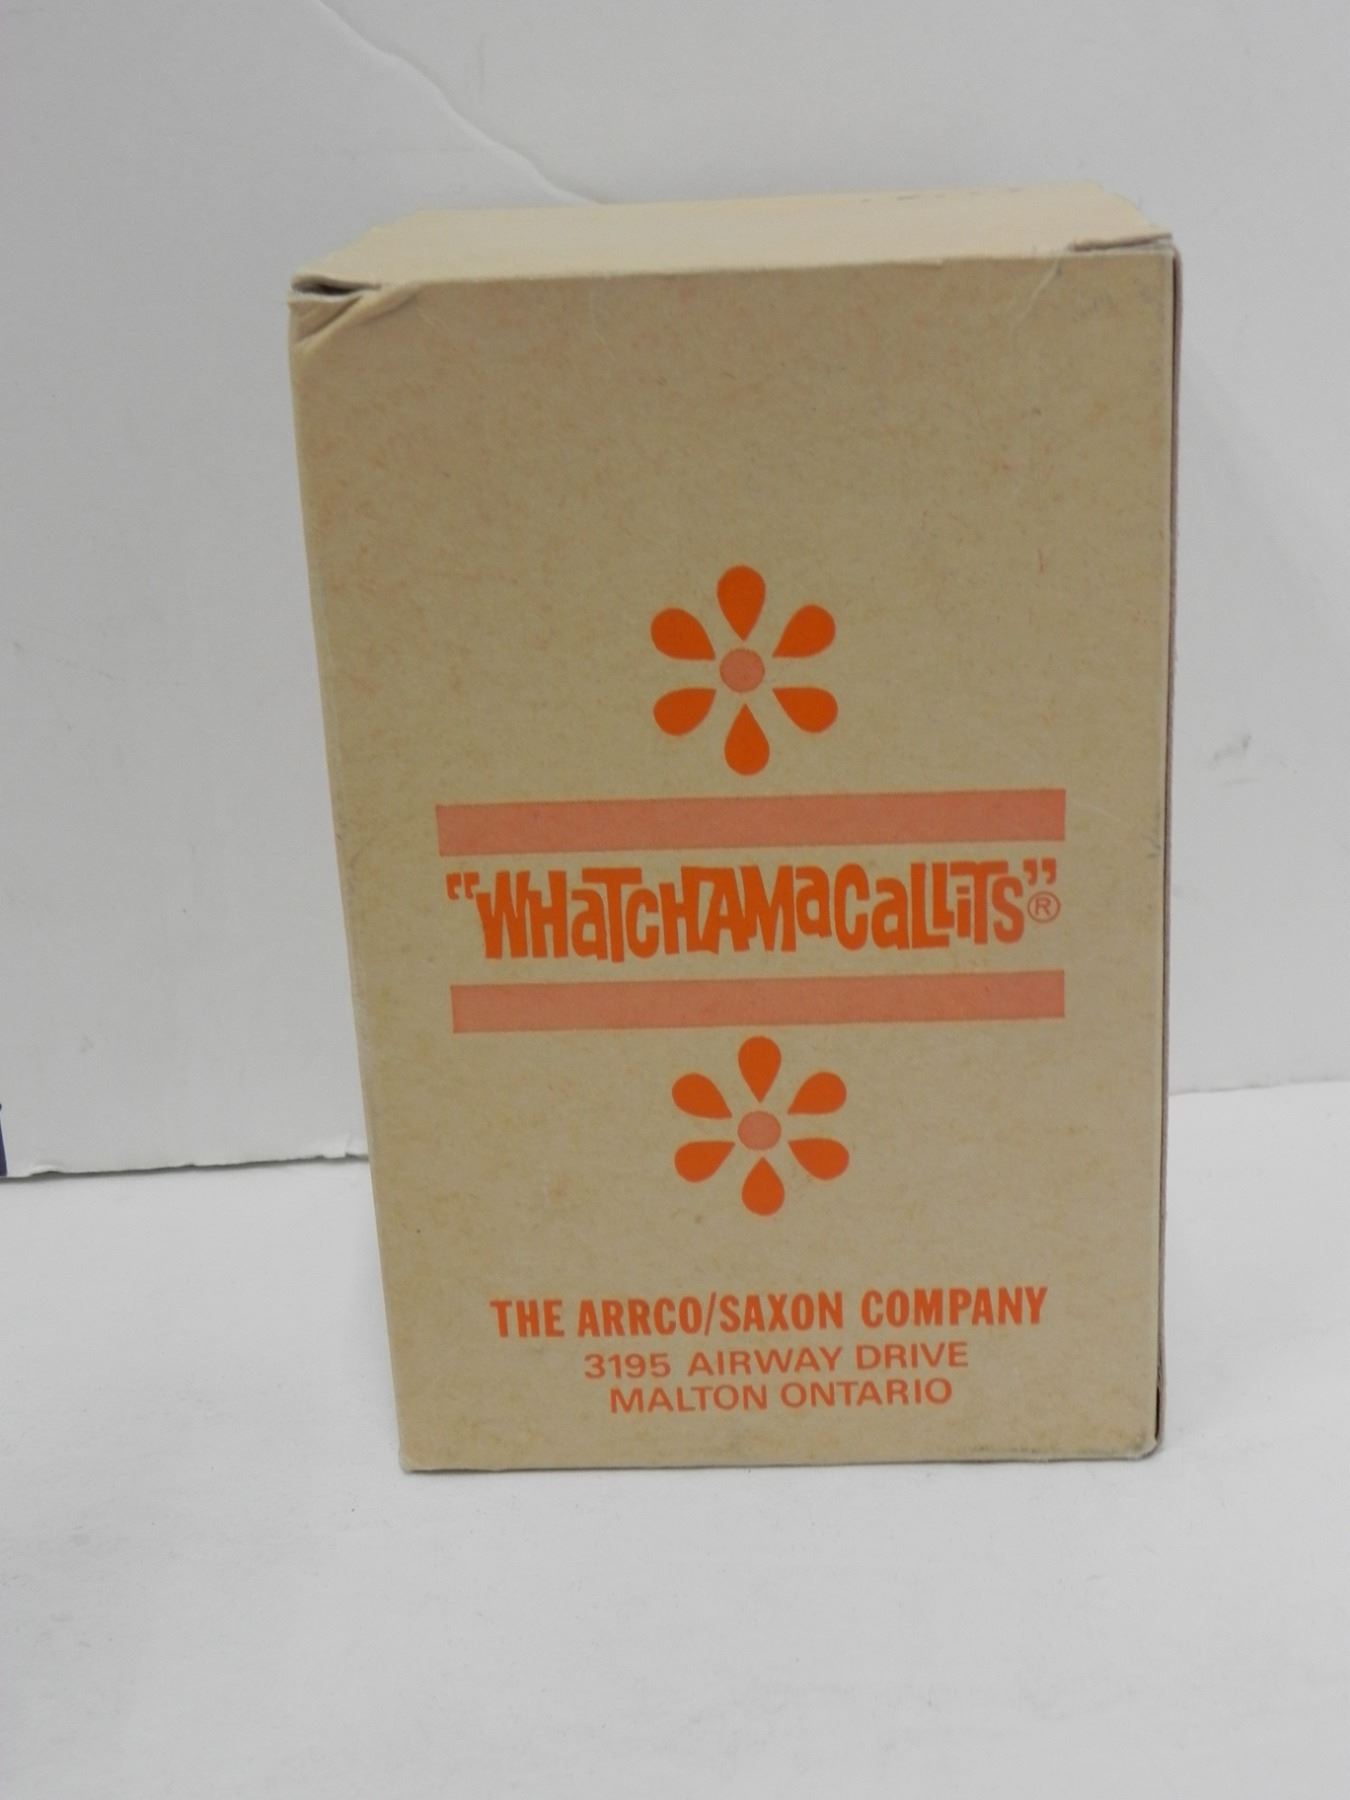 “WHaTCHAMaCaLLiTS”®
THE ARRCO/SAXON COMPANY
3195 AIRWAY DRIVE
MALTON ONTARIO